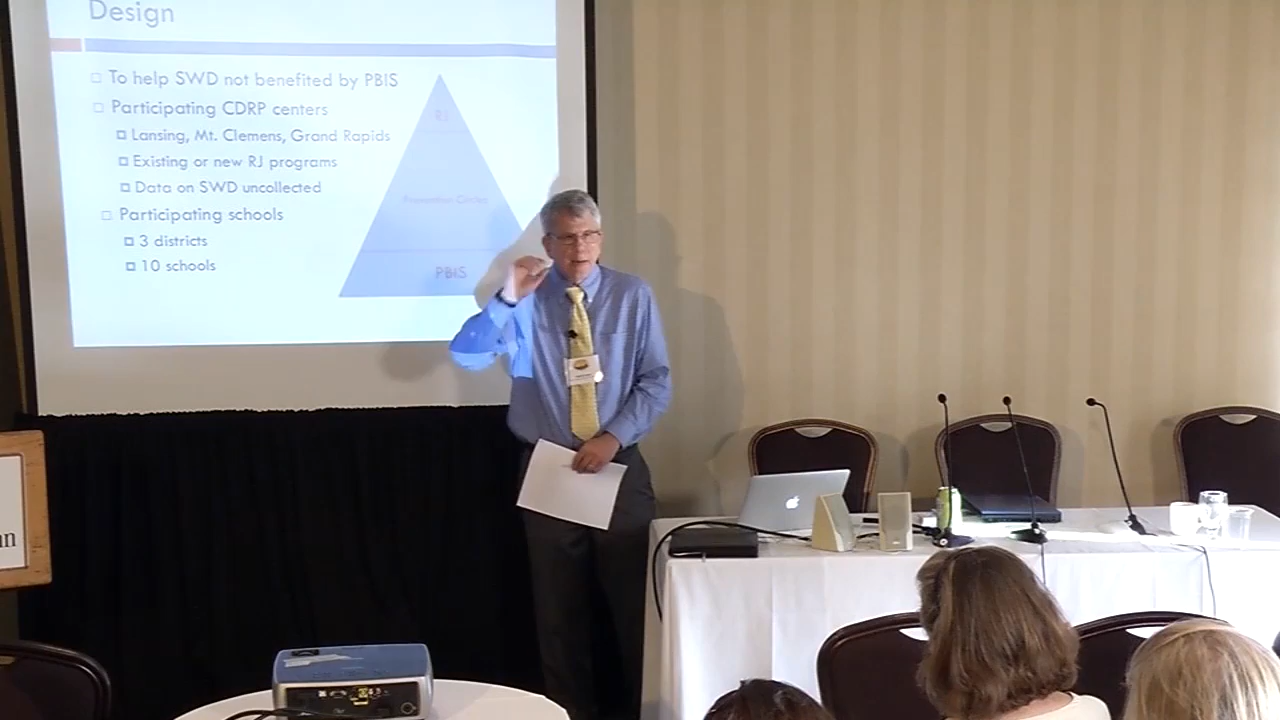 Design
To help SWD not benefited by PBIS
Participating CDRP centers
Lansing, Mt. Clemens, Grand Rapids
Existing or new RJ programs
Data on SWD uncollected
Participating schools
3 districts
10 schools
RJ
PBIS